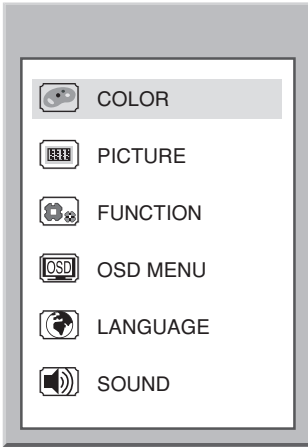 COLOR
PICTURE
FUNCTION
OSD
OSD MENU
LANGUAGE
SOUND